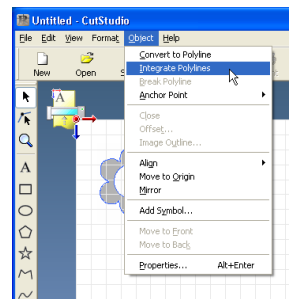 Untitled - CutStudio
File Edit View Format Object Help
New Open S
Convert to Polyline
Integrate Polylines
Break Polyline
Anchor Point
Close
Offset...
Image Outline...
Align
Move to Origin
Mirror
Add Symbol...
Move to Front
Move to Back
Properties... Alt+Enter
A
A